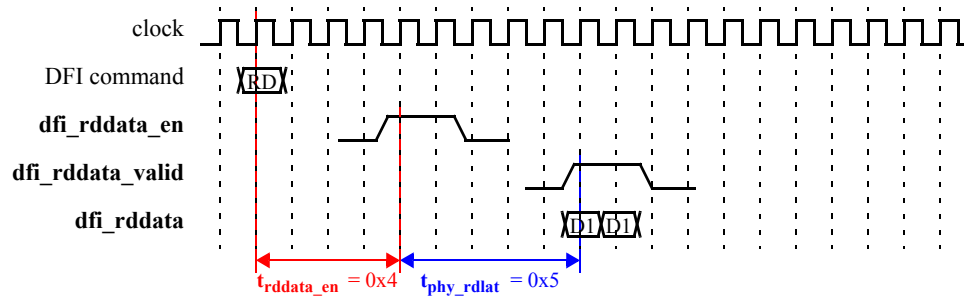 clock
DFI command
RD
dfi_rddata_en
dfi_rddata_valid
dfi_rddata
D1 D1
trddata_en = 0x4
tphy_rdlat = 0x5